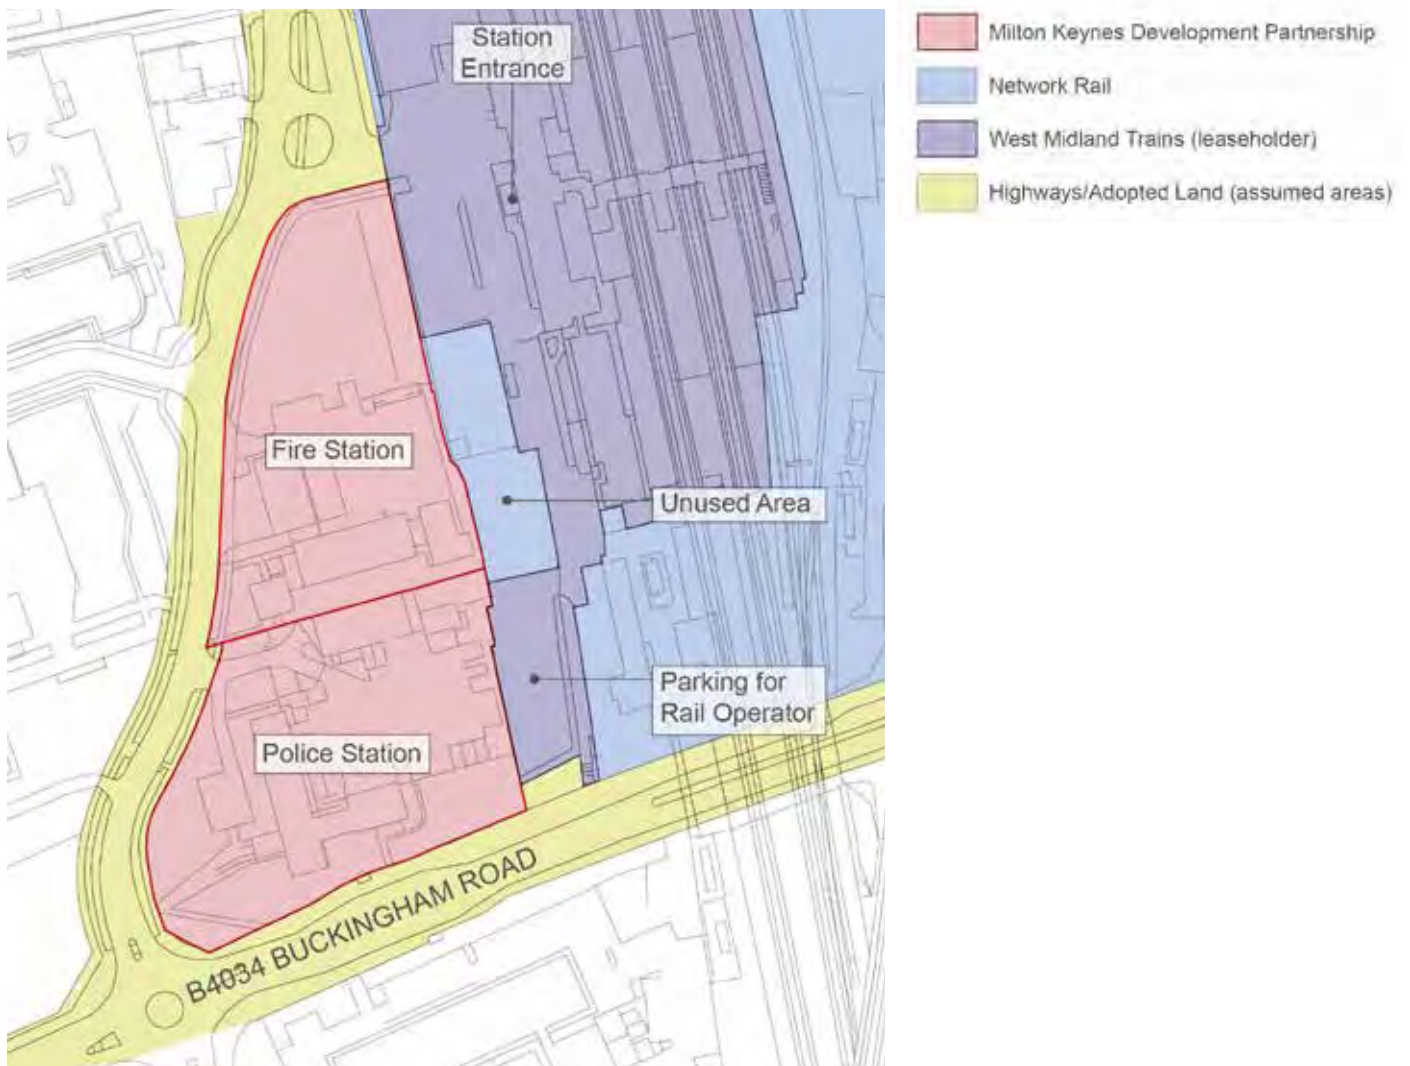 Station
Entrance
Fire Station
Unused Area
Parking for
Rail Operator
Police Station
B4034 BUCKINGHAM ROAD
Milton Keynes Development Partnership
Network Rail
West Midland Trains (leaseholder)
Highways/Adopted Land (assumed areas)